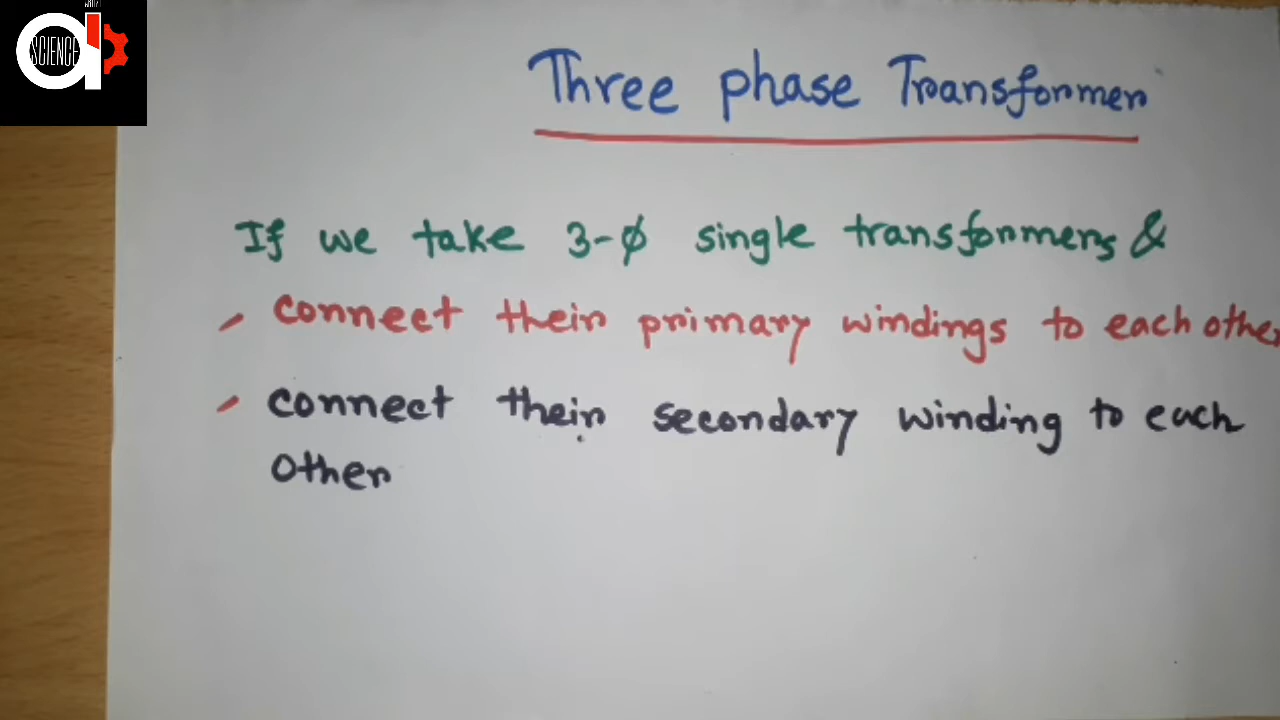 SCIENCE
Three phase Transformer
If we take 3-φ single transformers &
connect their primary windings to each other
connect their secondary winding to each
other